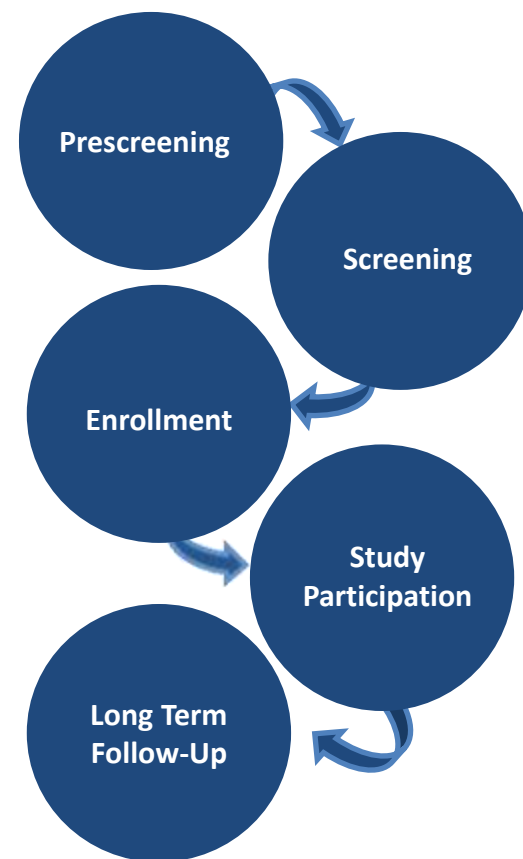 Prescreening
Screening
Enrollment
Study
Participation
Long Term
Follow-Up